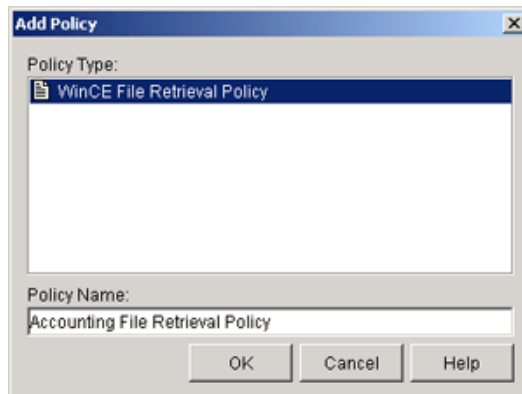 Add Policy
Policy Type:
WinCE File Retrieval Policy
Policy Name:
Accounting File Retrieval Policy
OK Cancel Help